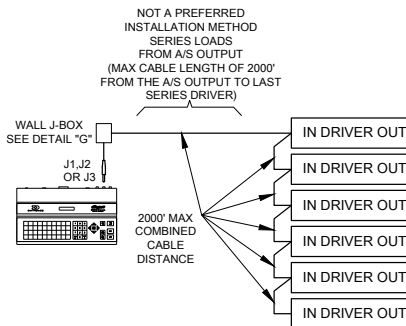 NOT A PREFERRED
INSTALLATION METHOD
SERIES LOADS
FROM A/S OUTPUT
(MAX CABLE LENGTH OF 2000'
FROM THE A/S OUTPUT TO LAST
SERIES DRIVER)
WALL J-BOX
SEE DETAIL "G"
J1,J2
OR J3
2000' MAX
COMBINED
CABLE
DISTANCE
IN DRIVER OUT
IN DRIVER OUT
IN DRIVER OUT
IN DRIVER OUT
IN DRIVER OUT
IN DRIVER OUT